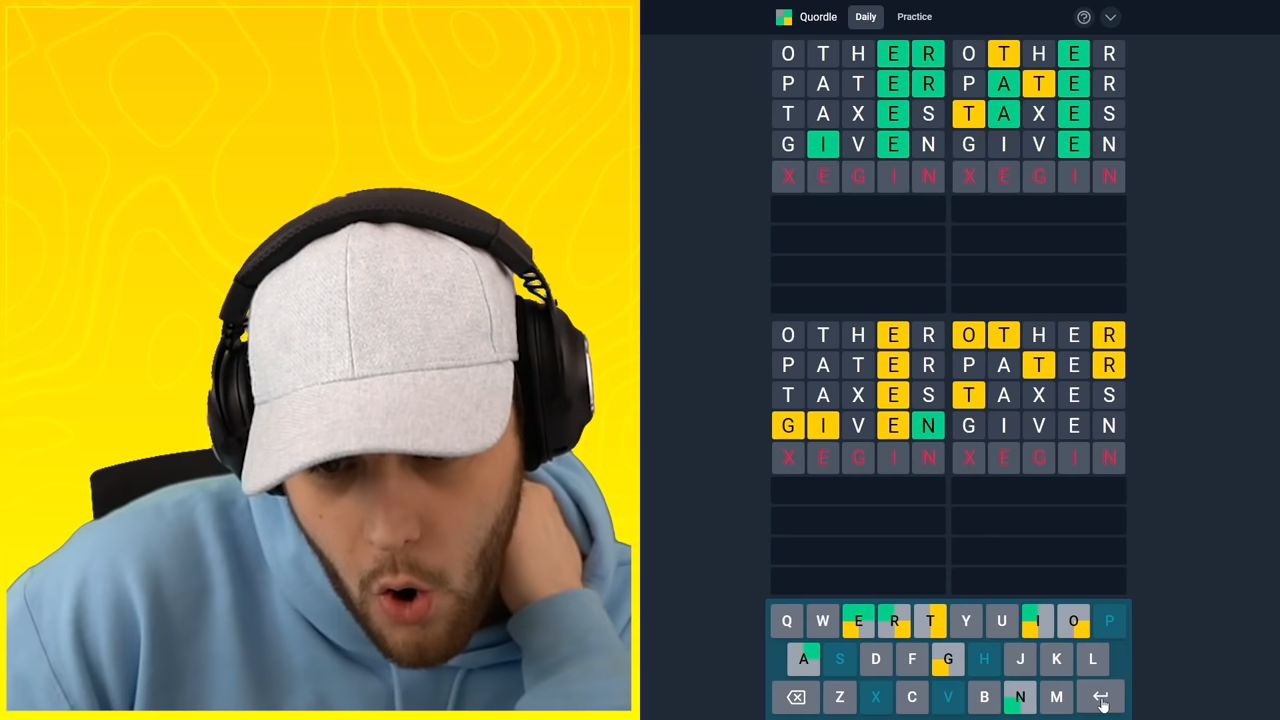 Quordle Daily Practice
OTHER OTHER
PATER PATER
TAXES TAXES
GIVEN GIVEN
XEGIN XEGIN
OTHER OTHER
PATER PATER
TAXES TAXES
GIVEN GIVEN
XEGIN XEGIN
Q W E R T Y U I O P
A S D F G H J K L
Z X C V B N M